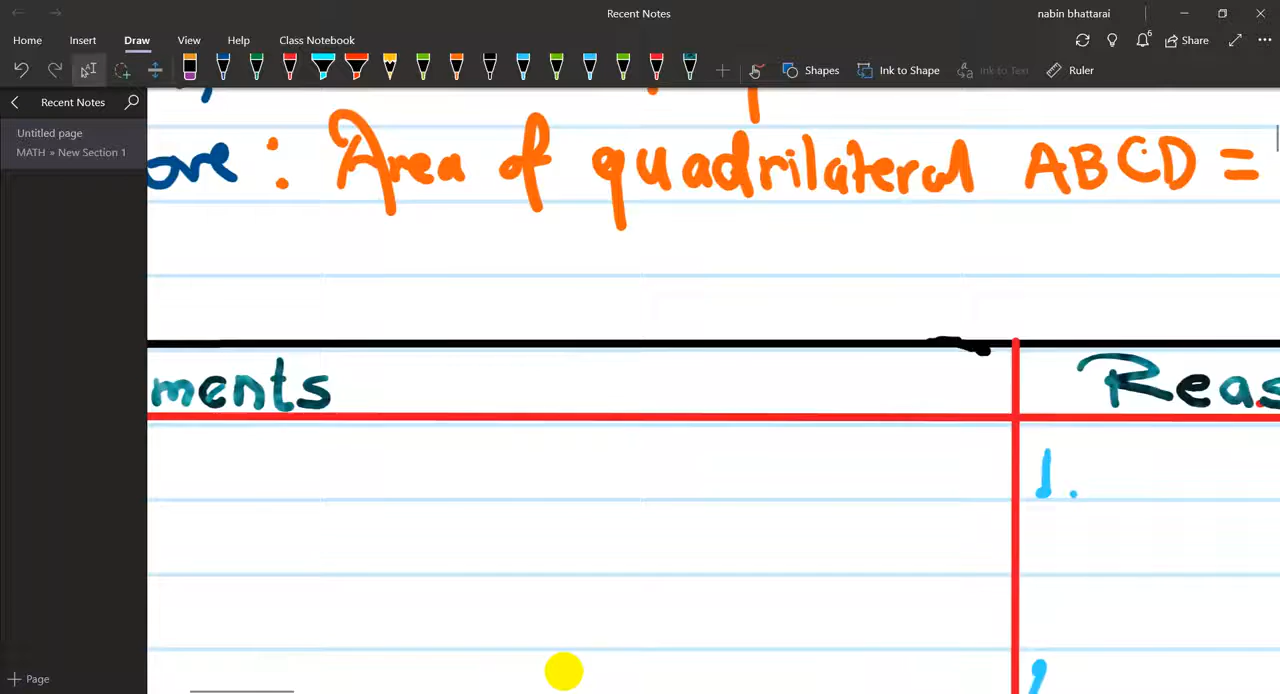 Recent Notes
nabin bhattarai
Home Insert Draw View Help Class Notebook
Share
Shapes Ink to Shape Ink to Text Ruler
Recent Notes
Untitled page
MATH » New Section 1
ove : Area of quadrilateral ABCD =
ments Reas
1.
Page